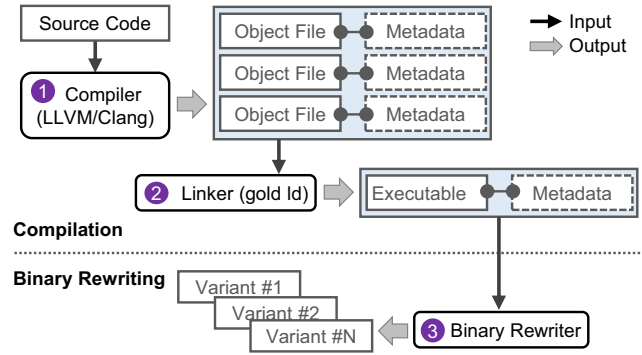 Source Code
Input
Output
Object File
Metadata
Object File
Metadata
Object File
Metadata
1 Compiler
(LLVM/Clang)
2 Linker (gold ld)
Executable
Metadata
Compilation
Binary Rewriting
Variant #1
Variant #2
Variant #N
3 Binary Rewriter